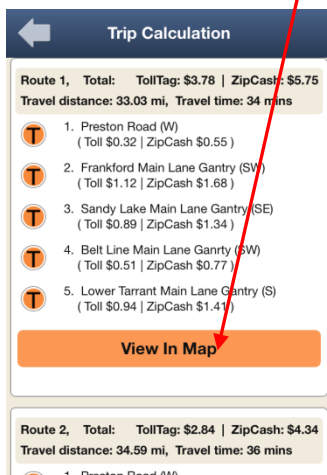 Trip Calculation
Route 1, Total: TollTag: $3.78 | ZipCash: $5.75
Travel distance: 33.03 mi, Travel time: 34 mins
T 1. Preston Road (W)
( Toll $0.32 | ZipCash $0.55 )
T 2. Frankford Main Lane Gantry (SW)
( Toll $1.12 | ZipCash $1.68 )
T 3. Sandy Lake Main Lane Gantry (SE)
( Toll $0.89 | ZipCash $1.34 )
T 4. Belt Line Main Lane Ganrty (SW)
( Toll $0.51 | ZipCash $0.77 )
T 5. Lower Tarrant Main Lane Gantry (S)
( Toll $0.94 | ZipCash $1.41 )
View In Map
Route 2, Total: TollTag: $2.84 | ZipCash: $4.34
Travel distance: 34.59 mi, Travel time: 36 mins
1. Preston Road (W)